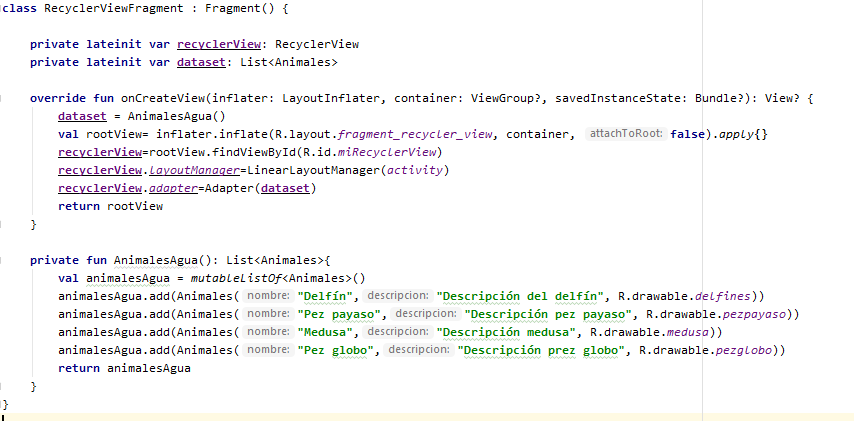 class RecyclerViewFragment : Fragment() {
private lateinit var recyclerView: RecyclerView
private lateinit var dataset: List<Animales>
override fun onCreateView(inflater: LayoutInflater, container: ViewGroup?, savedInstanceState: Bundle?): View? {
dataset = AnimalesAgua()
val rootView= inflater.inflate(R.layout.fragment_recycler_view, container, attachToRoot: false).apply{}
recyclerView=rootView.findViewById(R.id.miRecyclerView)
recyclerView.layoutManager=LinearLayoutManager(activity)
recyclerView.adapter=Adapter(dataset)
return rootView
}
private fun AnimalesAgua(): List<Animales>{
val animalesAgua = mutableListOf<Animales>()
animalesAgua.add(Animales( nombre: "Delfín", descripcion: "Descripción del delfín", R.drawable.delfines))
animalesAgua.add(Animales( nombre: "Pez payaso", descripcion: "Descripción pez payaso", R.drawable.pezpayaso))
animalesAgua.add(Animales( nombre: "Medusa", descripcion: "Descripción medusa", R.drawable.medusa))
animalesAgua.add(Animales( nombre: "Pez globo", descripcion: "Descripción prez globo", R.drawable.pezglobo))
return animalesAgua
}
}